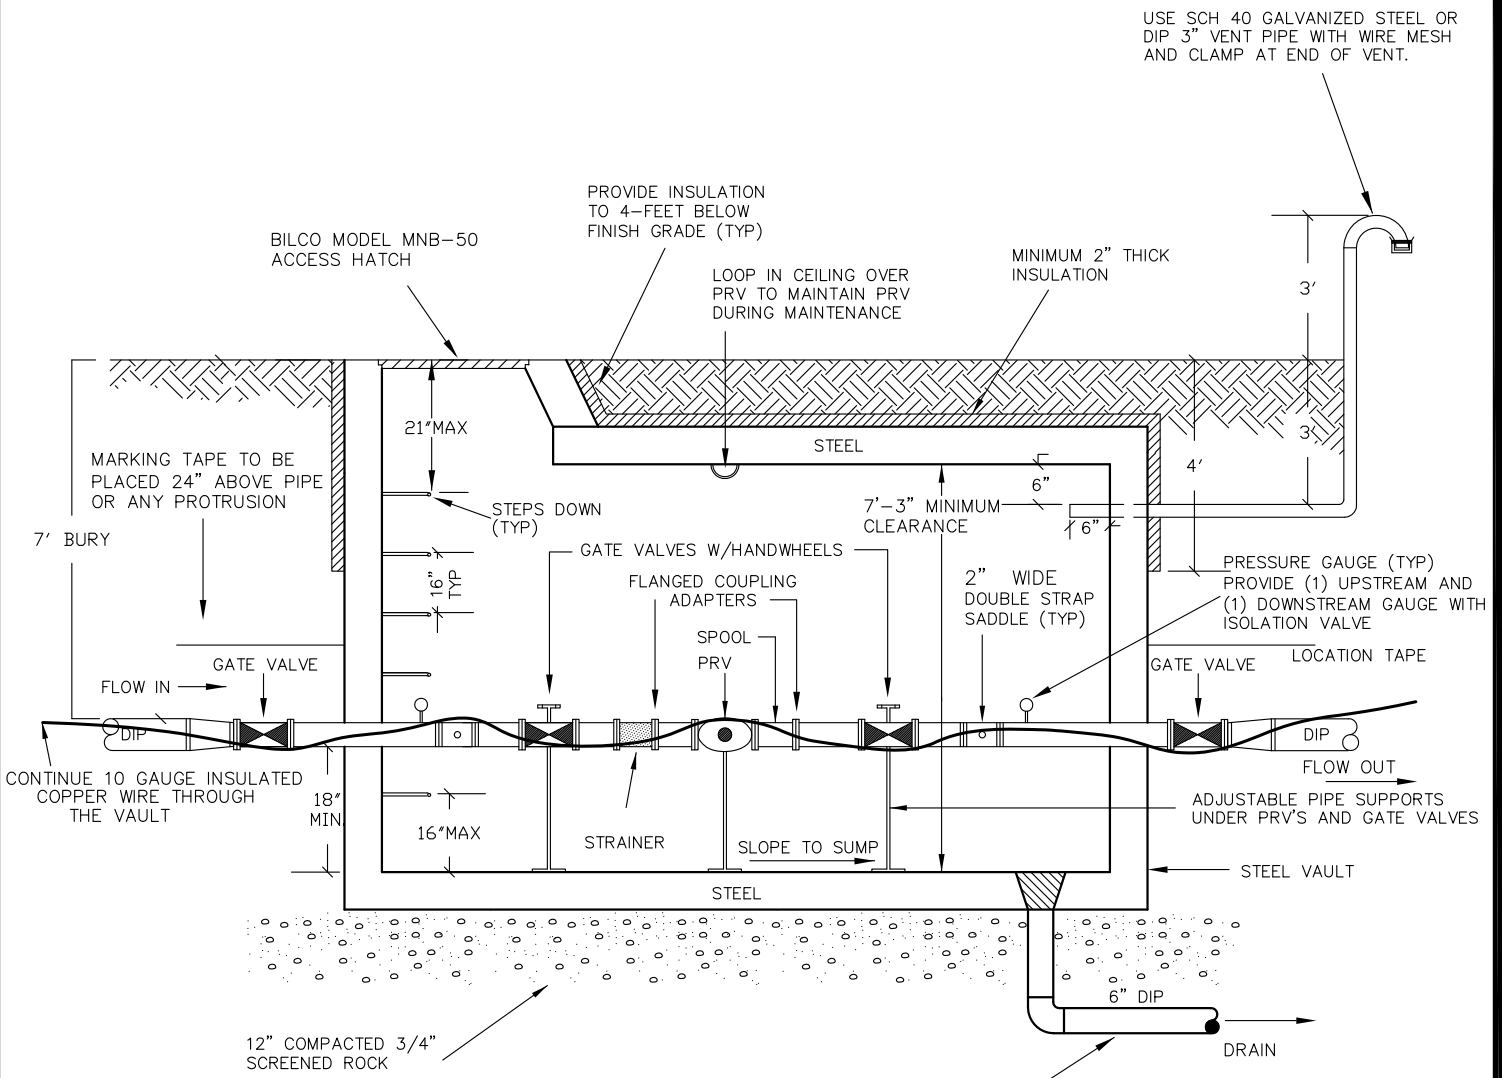 USE SCH 40 GALVANIZED STEEL OR
DIP 3" VENT PIPE WITH WIRE MESH
AND CLAMP AT END OF VENT.
PROVIDE INSULATION
TO 4-FEET BELOW
FINISH GRADE (TYP)
BILCO MODEL MNB-50
ACCESS HATCH
MINIMUM 2" THICK
INSULATION
LOOP IN CEILING OVER
PRV TO MAINTAIN PRV
DURING MAINTENANCE
3'
21"MAX
3'
STEEL
4'
MARKING TAPE TO BE
PLACED 24" ABOVE PIPE
OR ANY PROTRUSION
6"
7'-3" MINIMUM
CLEARANCE
6"
STEPS DOWN
(TYP)
7' BURY
GATE VALVES W/HANDWHEELS
16"
TYP
FLANGED COUPLING
ADAPTERS
2" WIDE
DOUBLE STRAP
SADDLE (TYP)
PRESSURE GAUGE (TYP)
PROVIDE (1) UPSTREAM AND
(1) DOWNSTREAM GAUGE WITH
ISOLATION VALVE
SPOOL
PRV
LOCATION TAPE
GATE VALVE
GATE VALVE
FLOW IN
DIP
DIP
FLOW OUT
CONTINUE 10 GAUGE INSULATED
COPPER WIRE THROUGH
THE VAULT
18"
MIN.
16"MAX
STRAINER
SLOPE TO SUMP
ADJUSTABLE PIPE SUPPORTS
UNDER PRV'S AND GATE VALVES
STEEL VAULT
STEEL
6" DIP
12" COMPACTED 3/4"
SCREENED ROCK
DRAIN